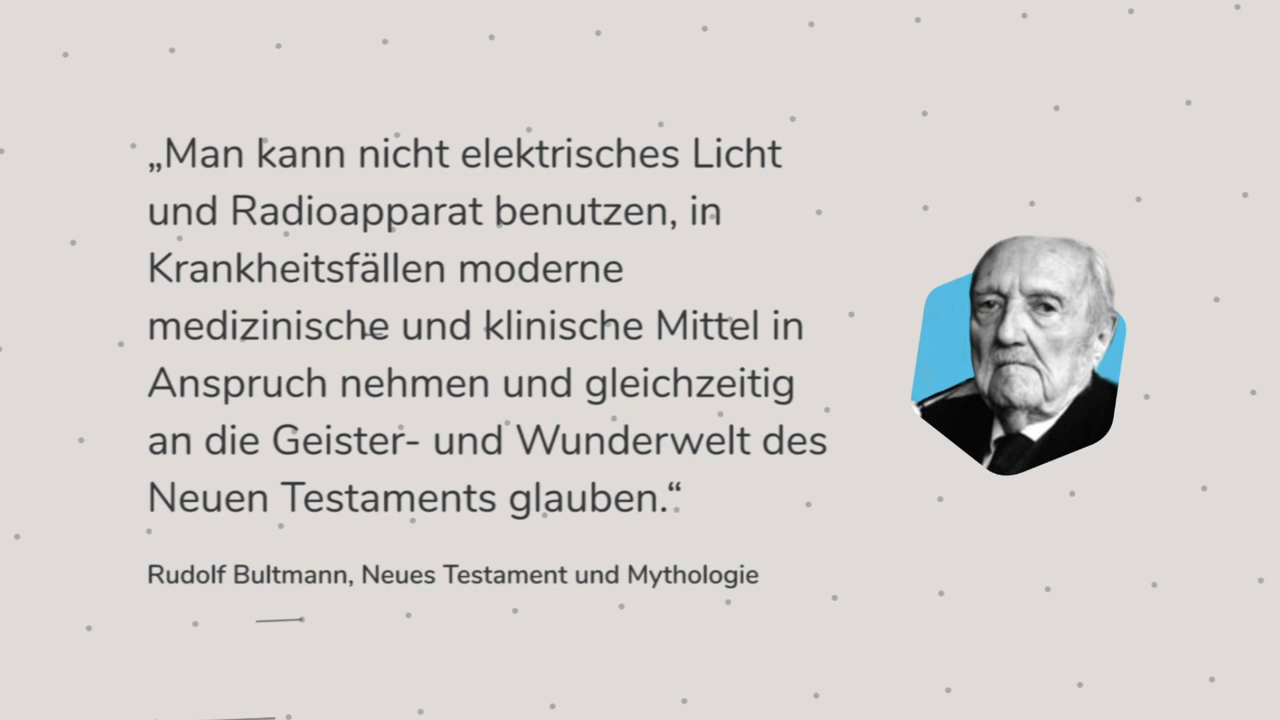 „Man kann nicht elektrisches Licht
und Radioapparat benutzen, in
Krankheitsfällen moderne
medizinische und klinische Mittel in
Anspruch nehmen und gleichzeitig
an die Geister- und Wunderwelt des
Neuen Testaments glauben.“
Rudolf Bultmann, Neues Testament und Mythologie